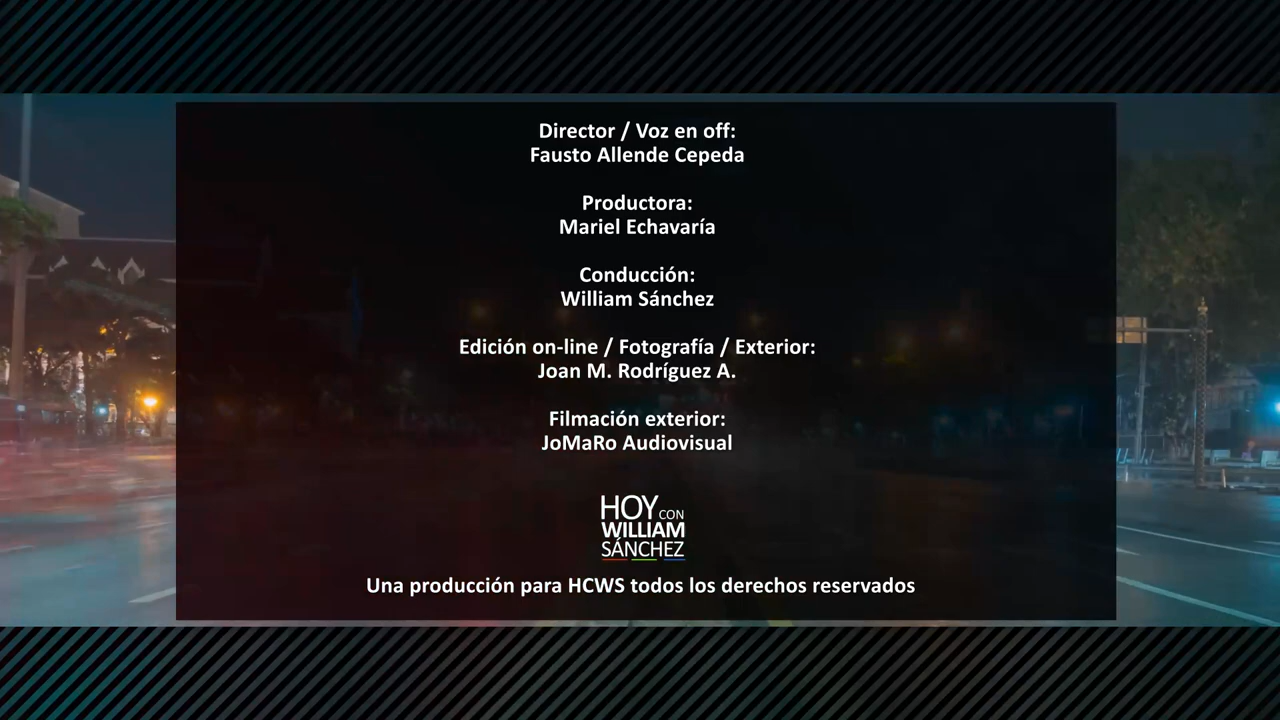 Director / Voz en off:
Fausto Allende Cepeda
Productora:
Mariel Echavaría
Conducción:
William Sánchez
Edición on-line / Fotografía / Exterior:
Joan M. Rodríguez A.
Filmación exterior:
JoMaRo Audiovisual
HOY CON
WILLIAM
SÁNCHEZ
Una producción para HCWS todos los derechos reservados